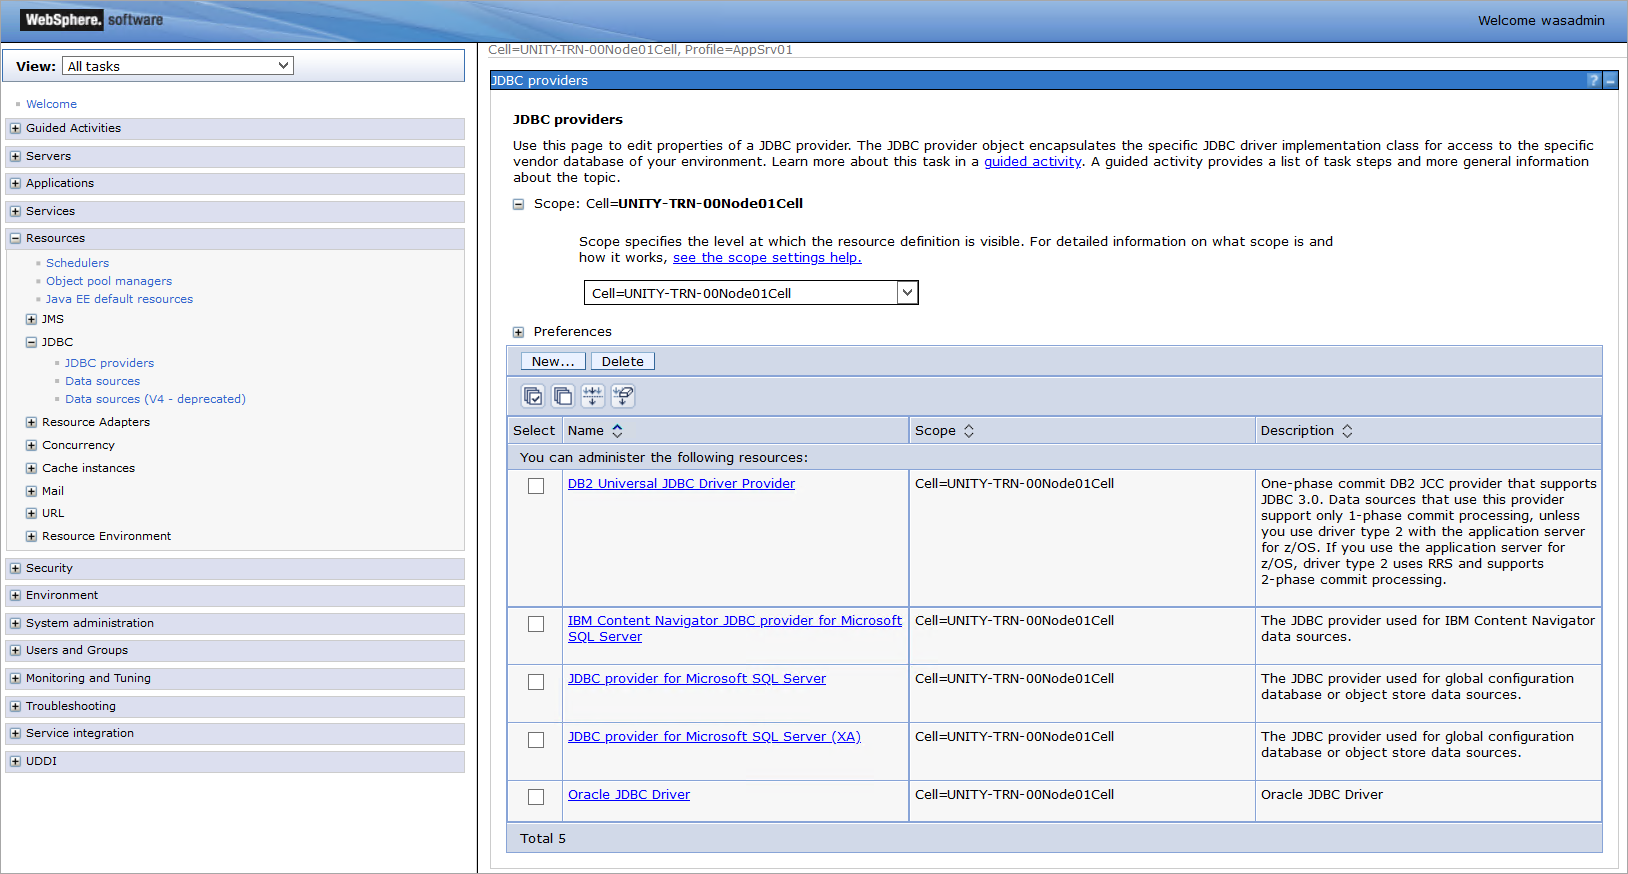 WebSphere. software
Welcome wasadmin
View: All tasks
Welcome
Guided Activities
Servers
Applications
Services
Resources
Schedulers
Object pool managers
Java EE default resources
JMS
JDBC
JDBC providers
Data sources
Data sources (V4 - deprecated)
Resource Adapters
Concurrency
Cache instances
Mail
URL
Resource Environment
Security
Environment
System administration
Users and Groups
Monitoring and Tuning
Troubleshooting
Service integration
UDDI
Cell=UNITY-TRN-00Node01Cell, Profile=AppSrv01
JDBC providers ? –
JDBC providers
Use this page to edit properties of a JDBC provider. The JDBC provider object encapsulates the specific JDBC driver implementation class for access to the specific
vendor database of your environment. Learn more about this task in a guided activity. A guided activity provides a list of task steps and more general information
about the topic.
Scope: Cell=UNITY-TRN-00Node01Cell
Scope specifies the level at which the resource definition is visible. For detailed information on what scope is and
how it works, see the scope settings help.
Cell=UNITY-TRN-00Node01Cell
Preferences
New... Delete
Select Name Scope Description
You can administer the following resources:
DB2 Universal JDBC Driver Provider
Cell=UNITY-TRN-00Node01Cell
One-phase commit DB2 JCC provider that supports
JDBC 3.0. Data sources that use this provider
support only 1-phase commit processing, unless
you use driver type 2 with the application server
for z/OS. If you use the application server for
z/OS, driver type 2 uses RRS and supports
2-phase commit processing.
IBM Content Navigator JDBC provider for Microsoft
SQL Server
Cell=UNITY-TRN-00Node01Cell
The JDBC provider used for IBM Content Navigator
data sources.
JDBC provider for Microsoft SQL Server
Cell=UNITY-TRN-00Node01Cell
The JDBC provider used for global configuration
database or object store data sources.
JDBC provider for Microsoft SQL Server (XA)
Cell=UNITY-TRN-00Node01Cell
The JDBC provider used for global configuration
database or object store data sources.
Oracle JDBC Driver
Cell=UNITY-TRN-00Node01Cell
Oracle JDBC Driver
Total 5